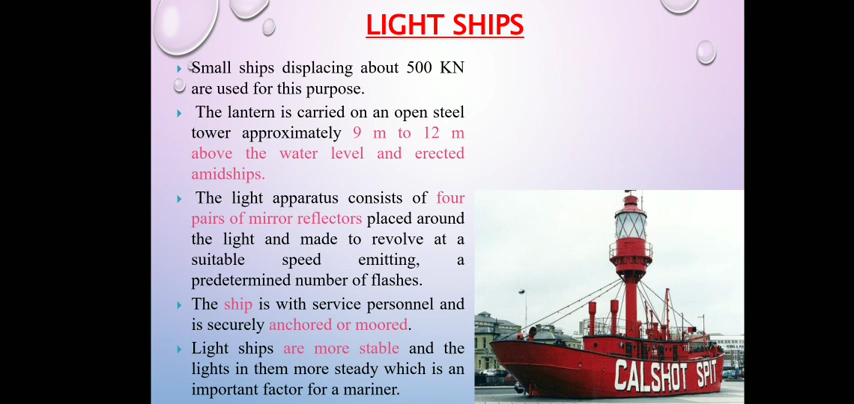 LIGHT SHIPS
Small ships displacing about 500 KN
are used for this purpose.
The lantern is carried on an open steel
tower approximately 9 m to 12 m
above the water level and erected
amidships.
The light apparatus consists of four
pairs of mirror reflectors placed around
the light and made to revolve at a
suitable speed emitting, a
predetermined number of flashes.
The ship is with service personnel and
is securely anchored or moored.
Light ships are more stable and the
lights in them more steady which is an
important factor for a mariner.
CALSHOT SPIT